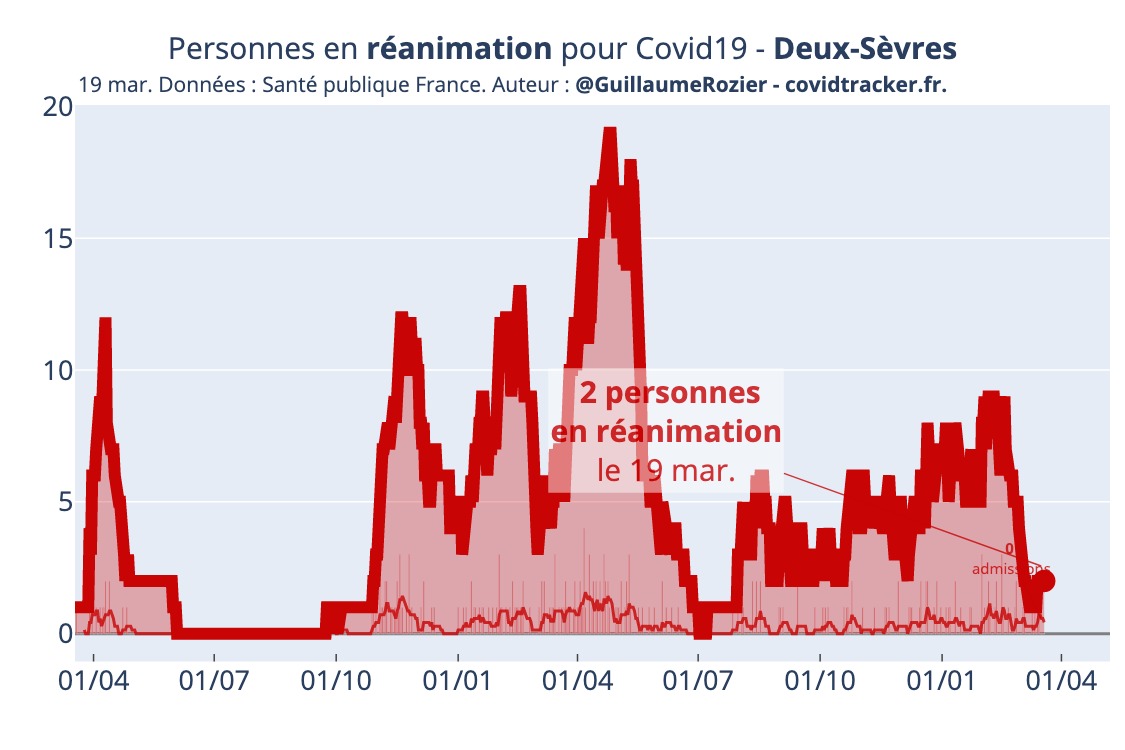 Personnes en réanimation pour Covid19 - Deux-Sèvres
19 mar. Données : Santé publique France. Auteur : @GuillaumeRozier - covidtracker.fr.
20
15
10
5
0
2 personnes
en réanimation
le 19 mar.
0
admissions
01/04 01/07 01/10 01/01 01/04 01/07 01/10 01/01 01/04